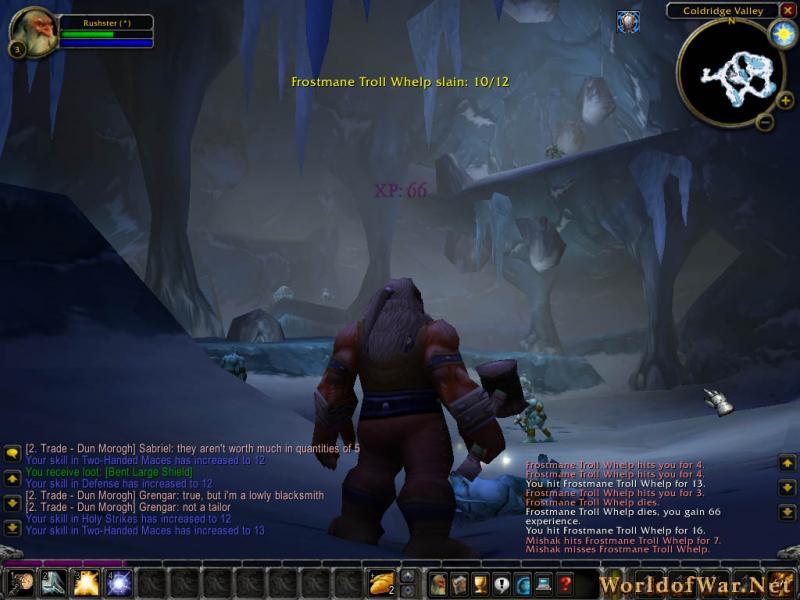 Rushster (*)
3
Coldridge Valley
N
Frostmane Troll Whelp slain: 10/12
XP: 66
[2. Trade - Dun Morogh] Sabriel: they aren't worth much in quantities of 5
Your skill in Two-Handed Maces has increased to 12
You receive loot: [Bent Large Shield]
Your skill in Defense has increased to 12
[2. Trade - Dun Morogh] Grengar: true, but i'm a lowly blacksmith
[2. Trade - Dun Morogh] Grengar: not a tailor
Your skill in Holy Strikes has increased to 12
Your skill in Two-Handed Maces has increased to 13
Frostmane Troll Whelp hits you for 4.
Frostmane Troll Whelp hits you for 4.
You hit Frostmane Troll Whelp for 13.
Frostmane Troll Whelp hits you for 3.
Frostmane Troll Whelp dies.
Frostmane Troll Whelp dies, you gain 66
experience.
You hit Frostmane Troll Whelp for 16.
Mishak hits Frostmane Troll Whelp for 7.
Mishak misses Frostmane Troll Whelp.
2
WorldofWar.Net